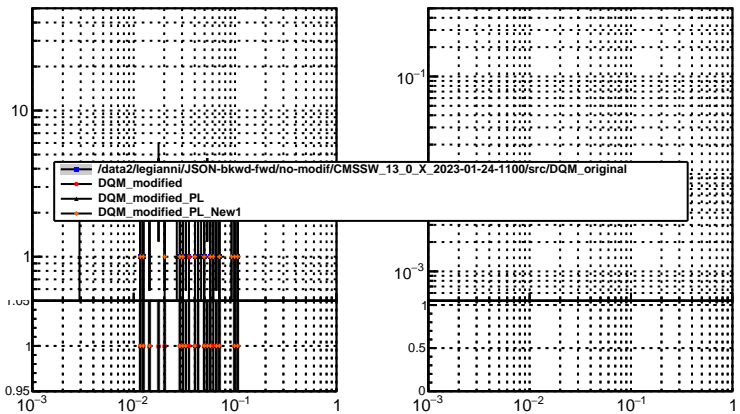 10
1
10⁻¹
10⁻³
/data2/legianni/JSON-bkwd-fwd/no-modif/CMSSW_13_0_X_2023-01-24-1100/src/DQM_original
DQM_modified
DQM_modified_PL
DQM_modified_PL_New1
1
0.95
1
0.5
0
10⁻³ 10⁻² 10⁻¹ 1
10⁻³ 10⁻² 10⁻¹ 1